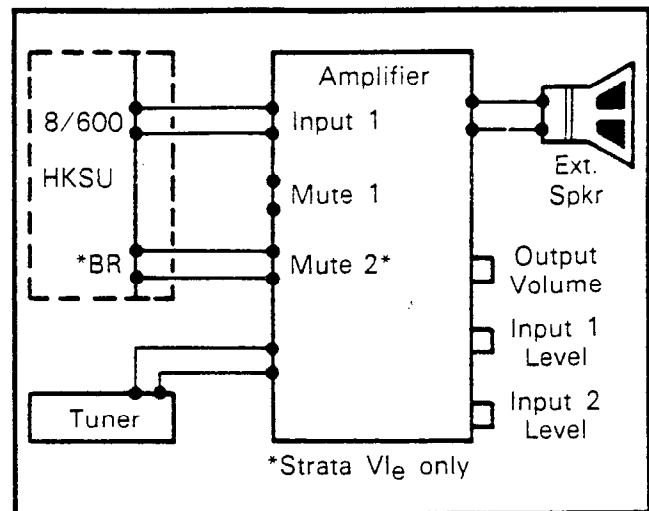 Amplifier
8/600
Input 1
HKSU
Mute 1
*BR
Mute 2*
Tuner
Ext.
Spkr
Output
Volume
Input 1
Level
Input 2
Level
*Strata VIe only